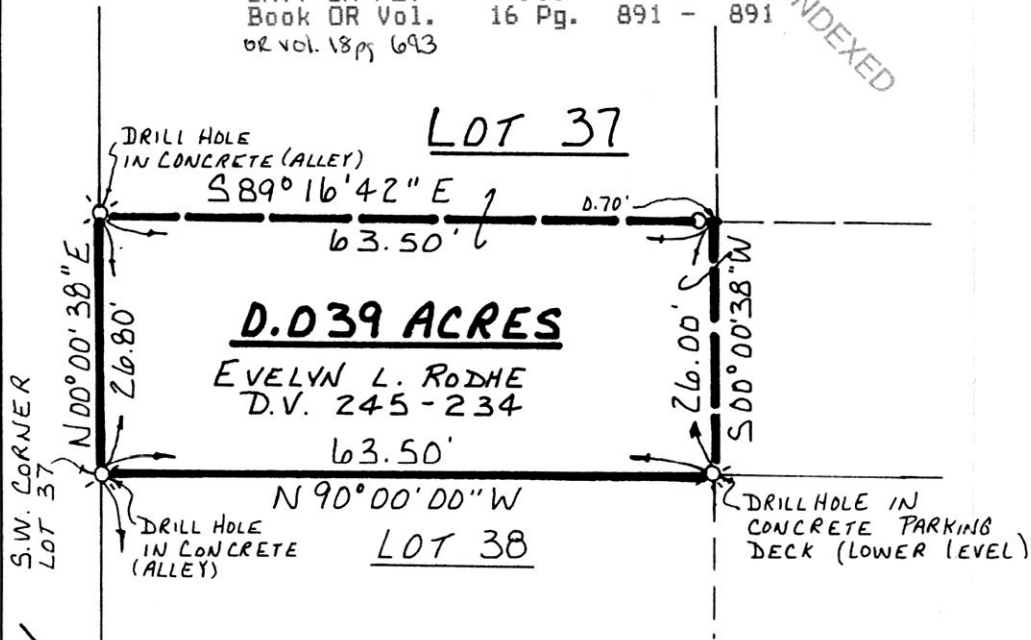 Book OR Vol. 16 Pg. 891 - 891
OR vol. 18 pg 693
INDEXED
LOT 37
DRILL HOLE
IN CONCRETE (ALLEY)
S89°16'42" E
0.70'
63.50'
N00°00'38"E
26.80'
0.039 ACRES
EVELYN L. RODHE
D.V. 245-234
26.00'
S00°00'38"W
63.50'
N90°00'00"W
S.W. CORNER
LOT 37
DRILL HOLE
IN CONCRETE
(ALLEY)
LOT 38
DRILL HOLE IN
CONCRETE PARKING
DECK (LOWER LEVEL)